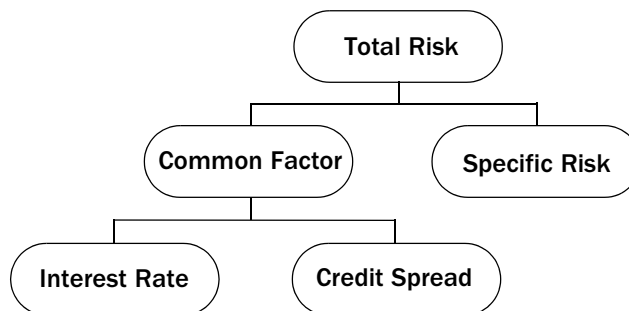 Total Risk
Common Factor
Specific Risk
Interest Rate
Credit Spread